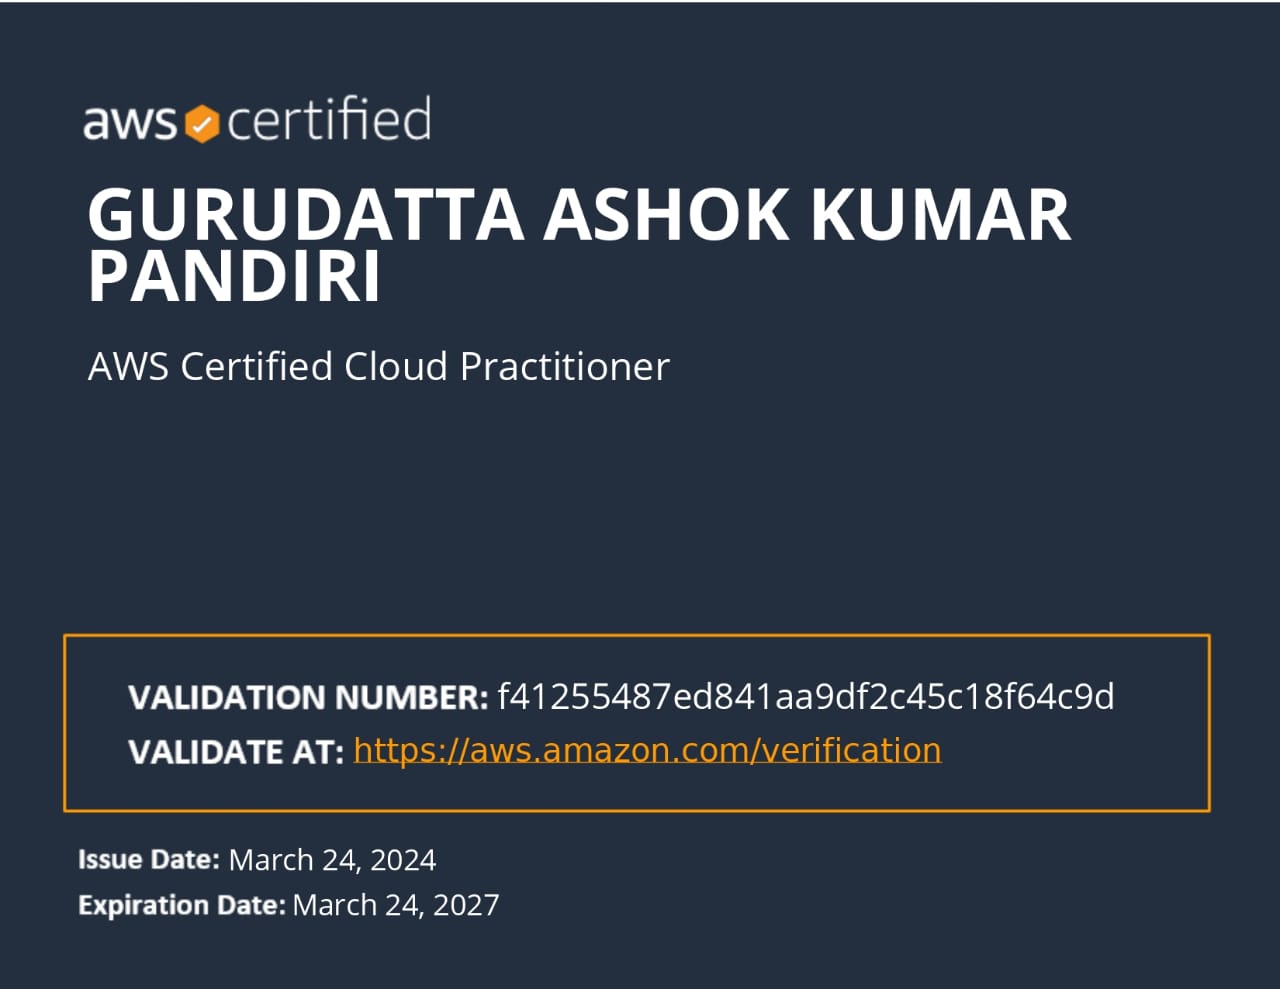 aws certified
GURUDATTA ASHOK KUMAR
PANDIRI
AWS Certified Cloud Practitioner
VALIDATION NUMBER: f41255487ed841aa9df2c45c18f64c9d
VALIDATE AT: https://aws.amazon.com/verification
Issue Date: March 24, 2024
Expiration Date: March 24, 2027